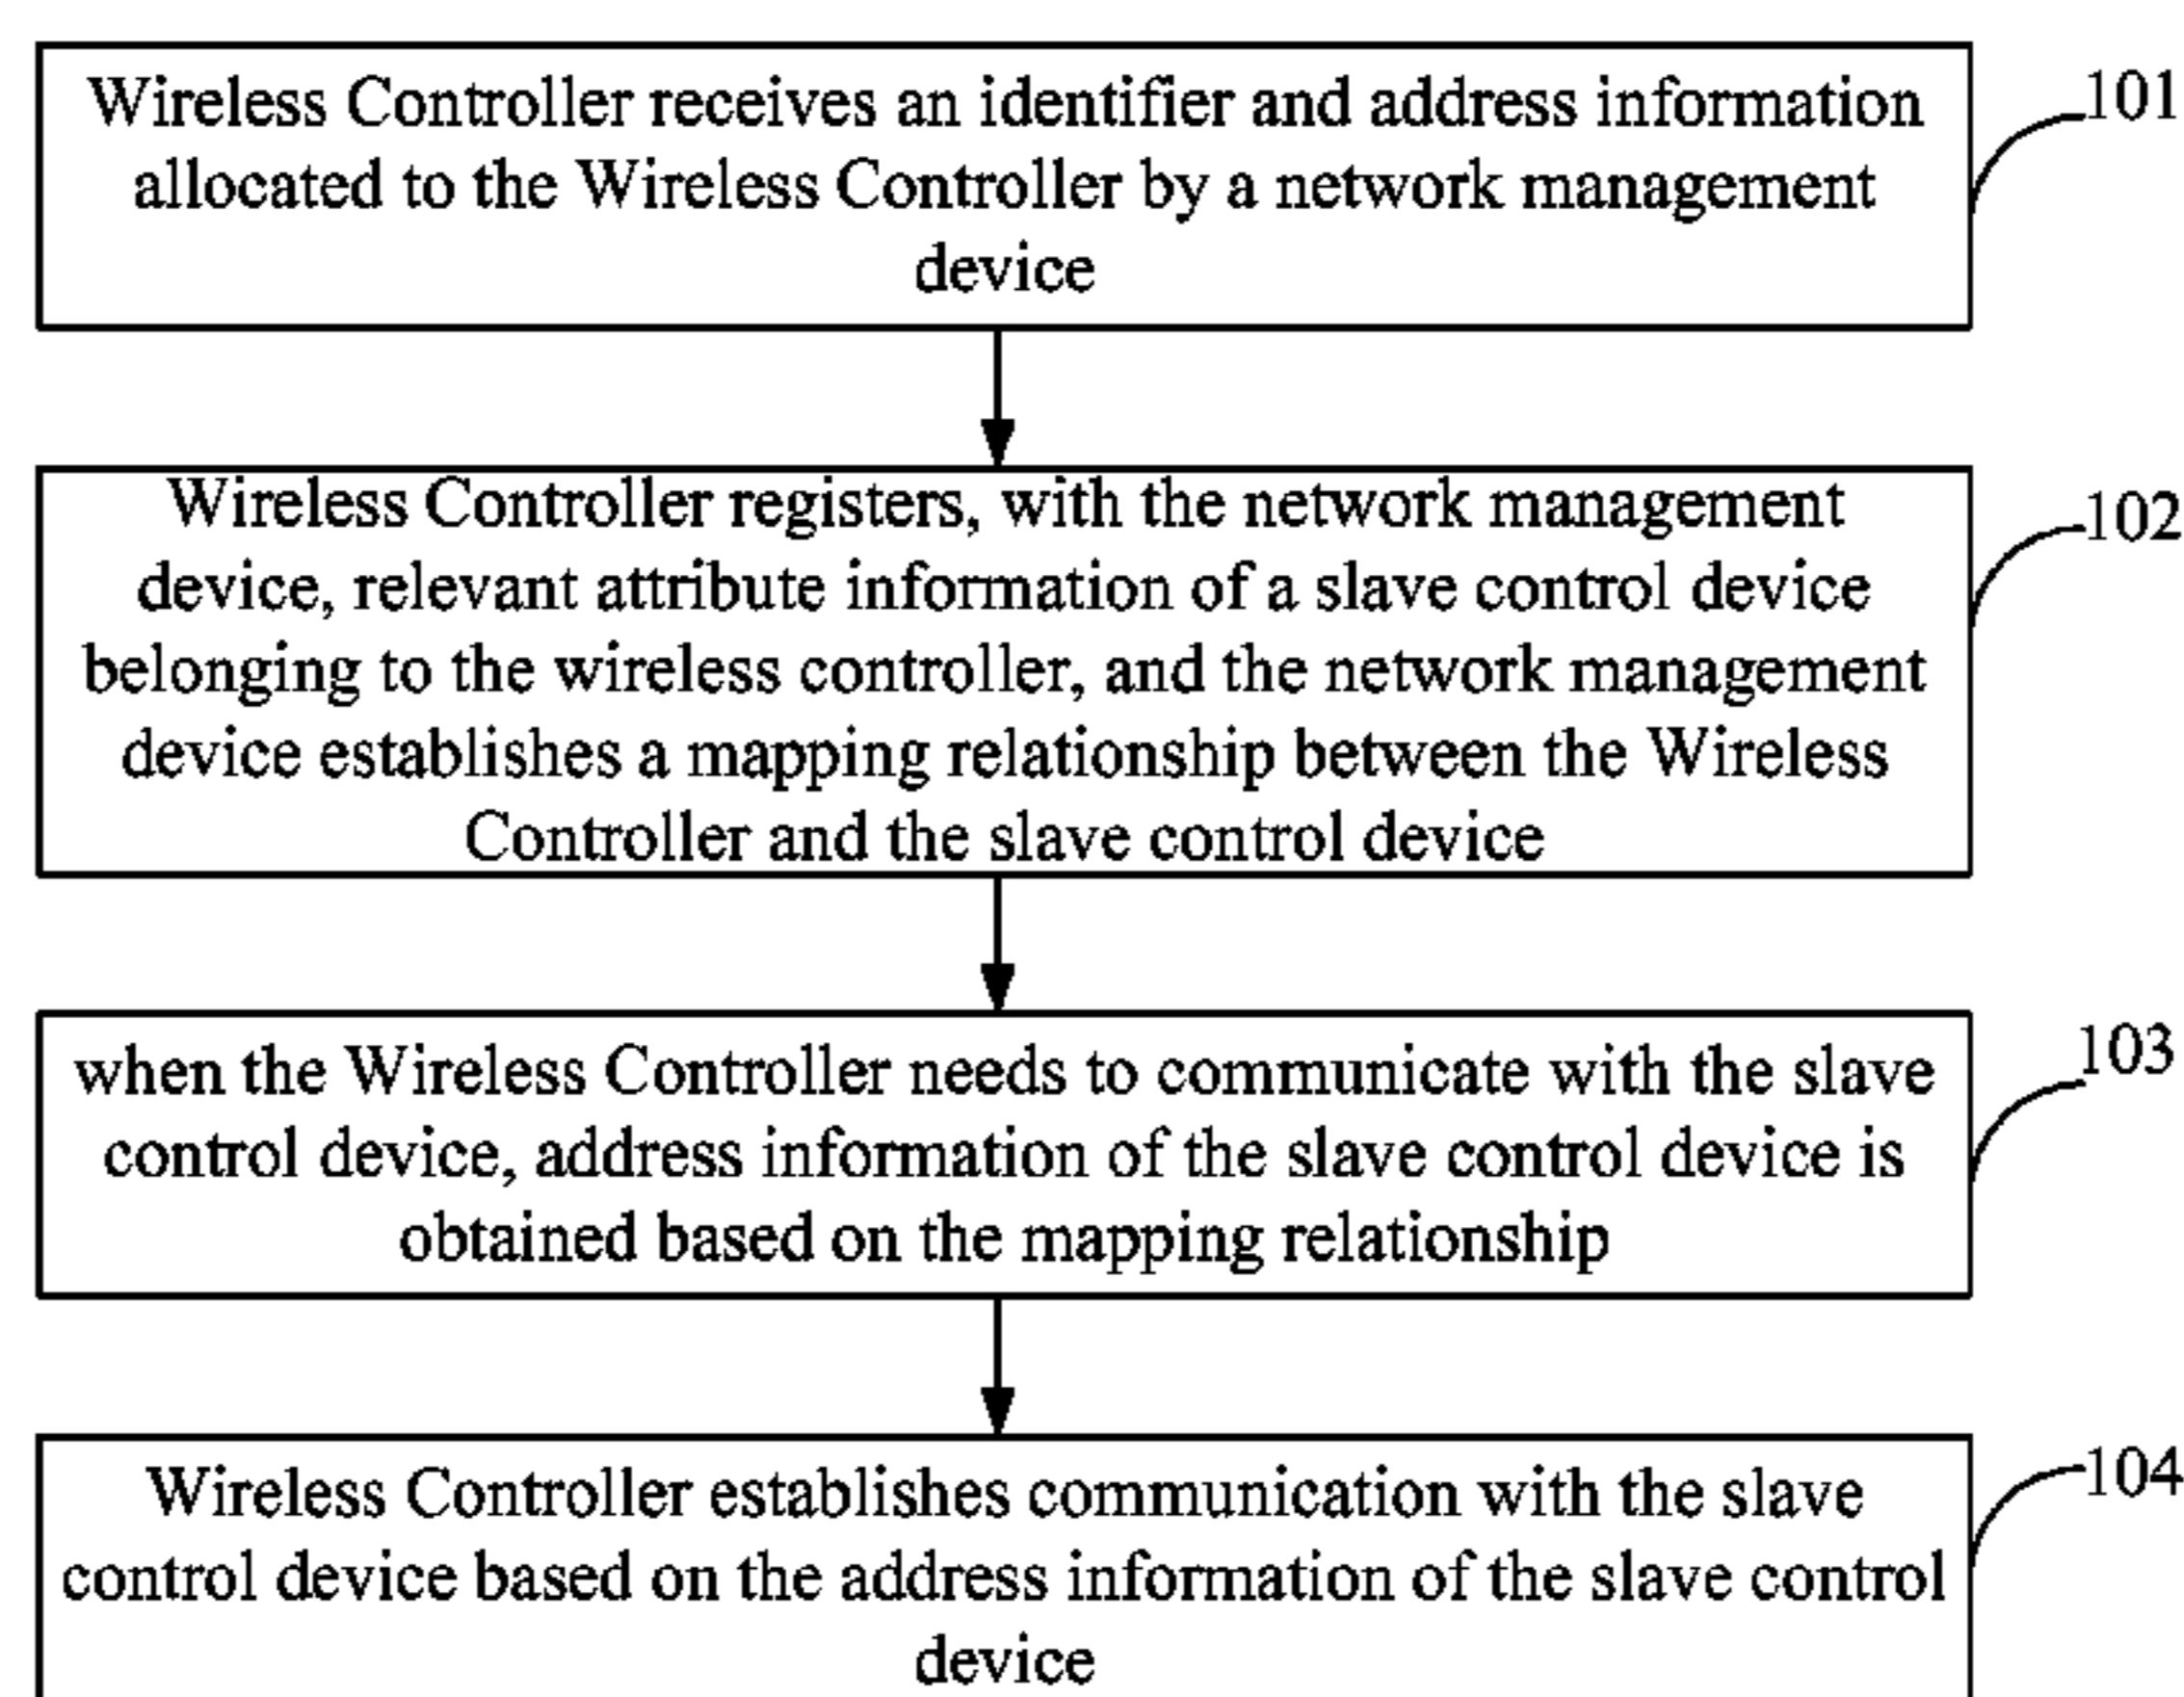 Wireless Controller receives an identifier and address information
allocated to the Wireless Controller by a network management
device
101
Wireless Controller registers, with the network management
device, relevant attribute information of a slave control device
belonging to the wireless controller, and the network management
device establishes a mapping relationship between the Wireless
Controller and the slave control device
102
when the Wireless Controller needs to communicate with the slave
control device, address information of the slave control device is
obtained based on the mapping relationship
103
Wireless Controller establishes communication with the slave
control device based on the address information of the slave control
device
104